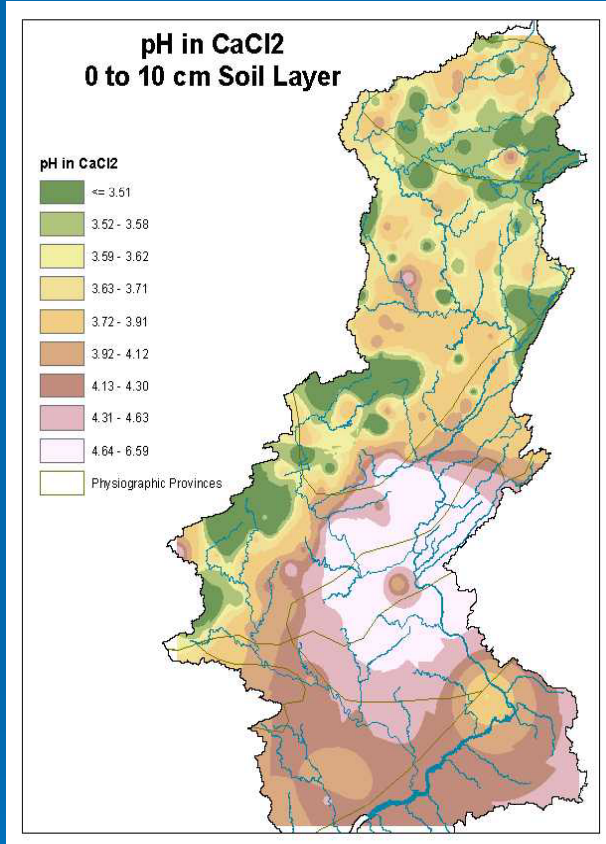 pH in CaCl2
0 to 10 cm Soil Layer
pH in CaCl2
<= 3.51
3.52 - 3.58
3.59 - 3.62
3.63 - 3.71
3.72 - 3.91
3.92 - 4.12
4.13 - 4.30
4.31 - 4.63
4.64 - 6.59
Physiographic Provinces